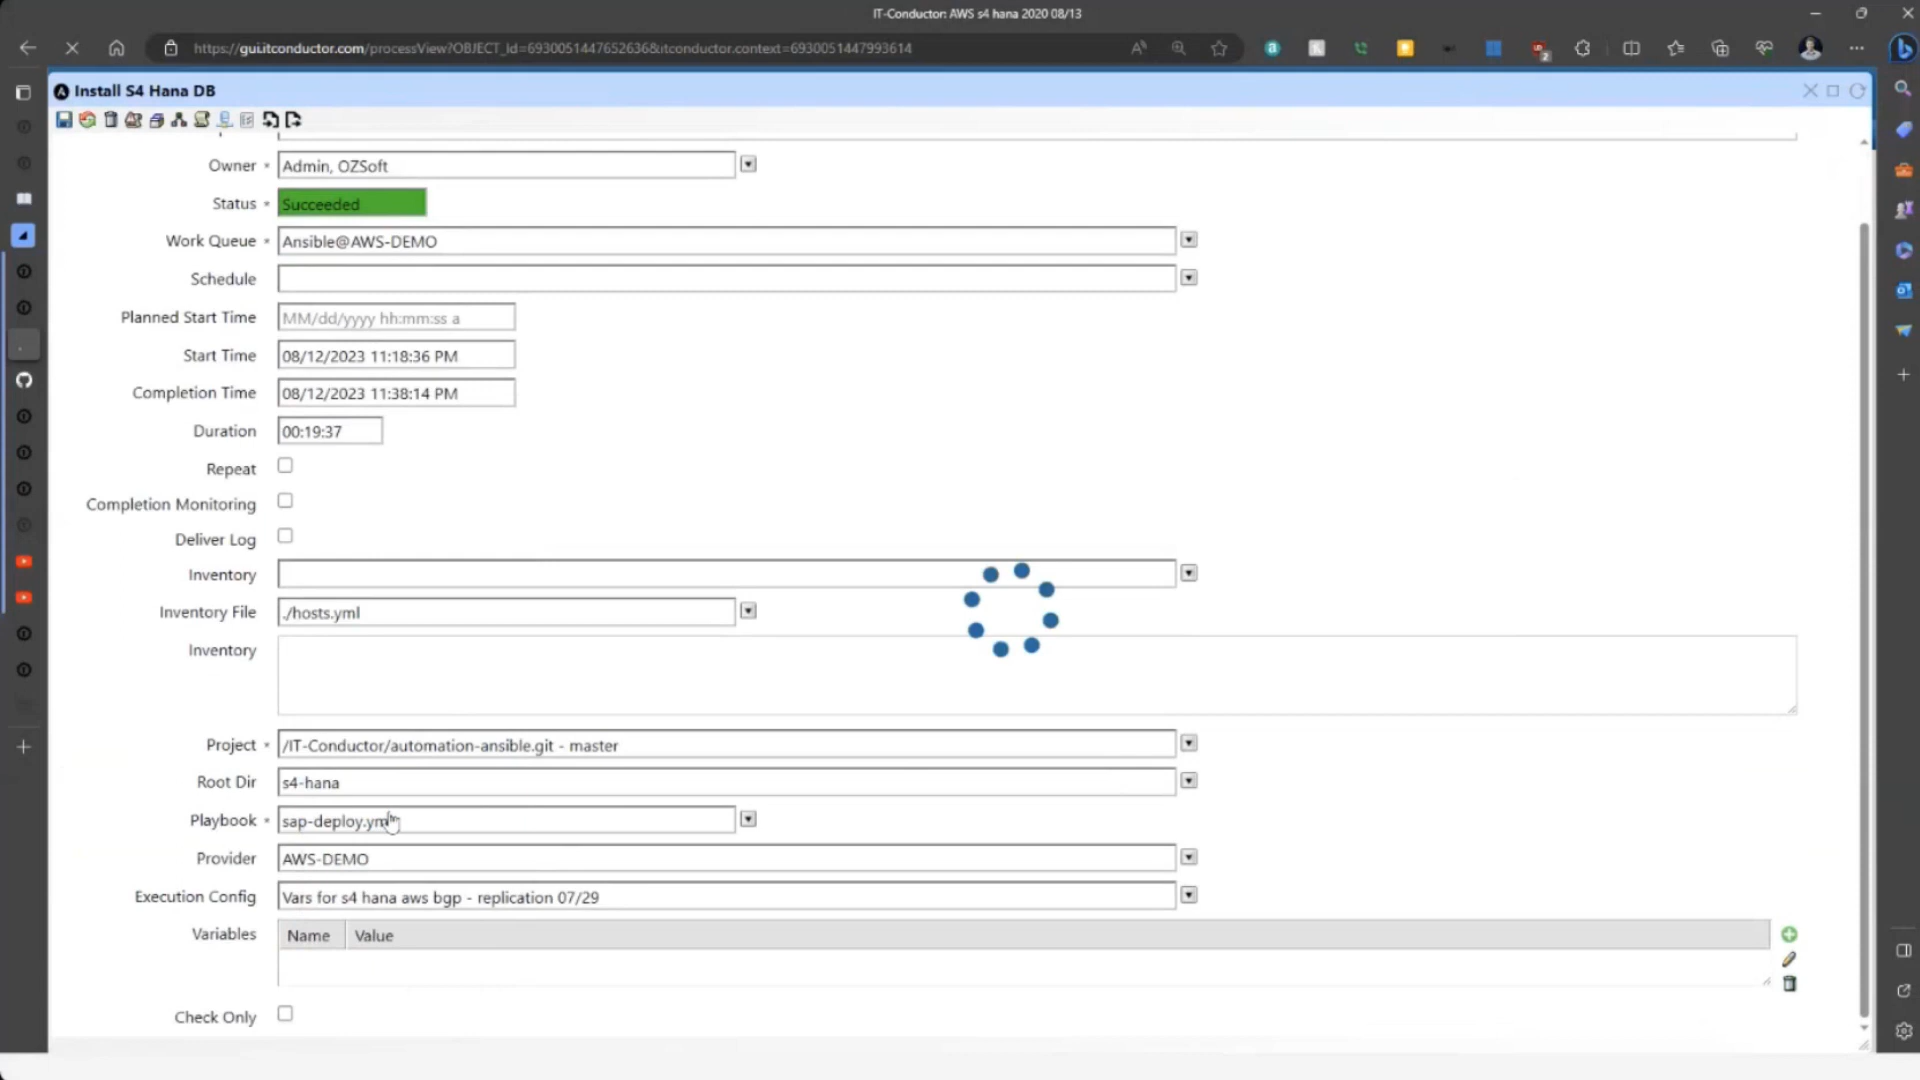 IT-Conductor: AWS s4 hana 2020 08/13
https://gui.itconductor.com/processView?OBJECT_Id=6930051447652636&itconductor.context=6930051447993614
Install S4 Hana DB
Owner * Admin, OZSoft
Status * Succeeded
Work Queue * Ansible@AWS-DEMO
Schedule
Planned Start Time MM/dd/yyyy hh:mm:ss a
Start Time 08/12/2023 11:18:36 PM
Completion Time 08/12/2023 11:38:14 PM
Duration 00:19:37
Repeat
Completion Monitoring
Deliver Log
Inventory
Inventory File ./hosts.yml
Inventory
Project * /IT-Conductor/automation-ansible.git - master
Root Dir s4-hana
Playbook * sap-deploy.yml
Provider AWS-DEMO
Execution Config Vars for s4 hana aws bgp - replication 07/29
Variables Name Value
Check Only